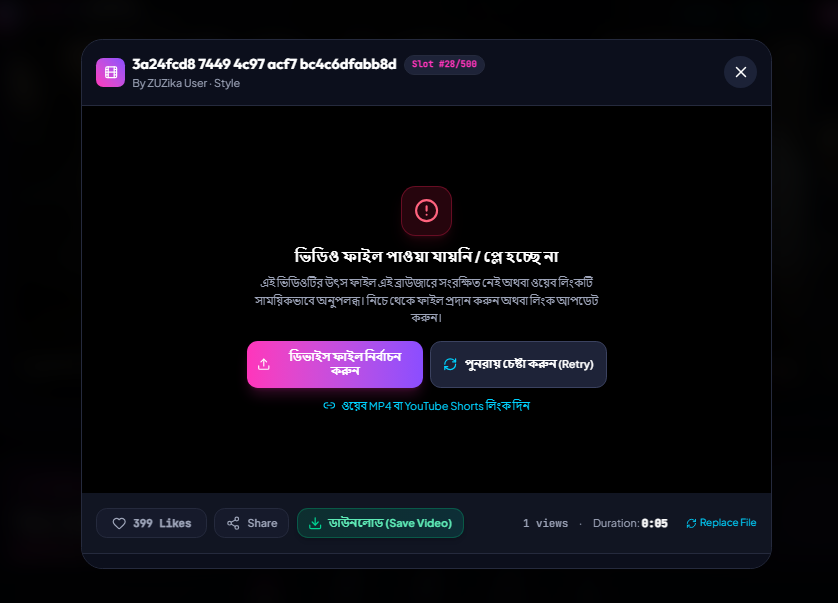 3a24fcd8 7449 4c97 acf7 bc4c6dfabb8d
Slot #28/500
By ZUZika User · Style
ভিডিও ফাইল পাওয়া যায়নি / প্লে হচ্ছে না
এই ভিডিওটির উৎস ফাইল এই ব্রাউজারে সংরক্ষিত নেই অথবা ওয়েব লিংকটি
সাময়িকভাবে অনুপলব্ধ। নিচে থেকে ফাইল প্রদান করুন অথবা লিংক আপডেট
করুন।
ডিভাইস ফাইল নির্বাচন
করুন
পুনরায় চেষ্টা করুন (Retry)
ওয়েব MP4 বা YouTube Shorts লিংক দিন
399 Likes
Share
ডাউনলোড (Save Video)
1 views · Duration: 0:05
Replace File